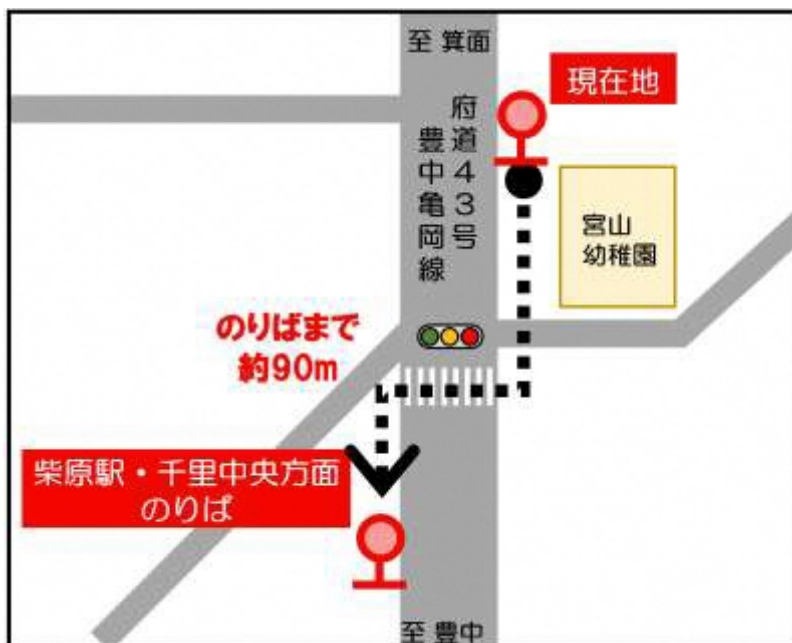 至 箕面
現在地
府道43号
豊中亀岡線
宮山
幼稚園
のりばまで
約90m
柴原駅・千里中央方面
のりば
至 豊中